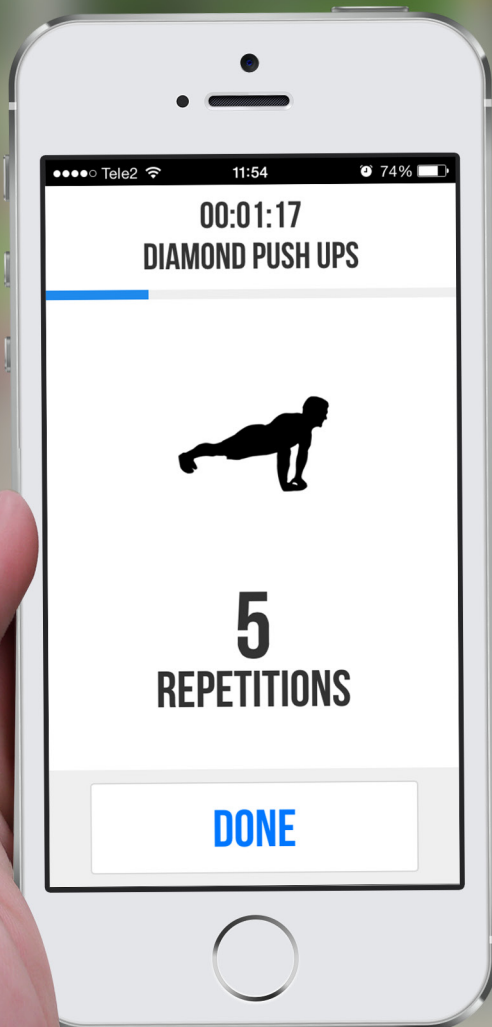 Tele2 11:54 74%
00:01:17
DIAMOND PUSH UPS
5
REPETITIONS
DONE